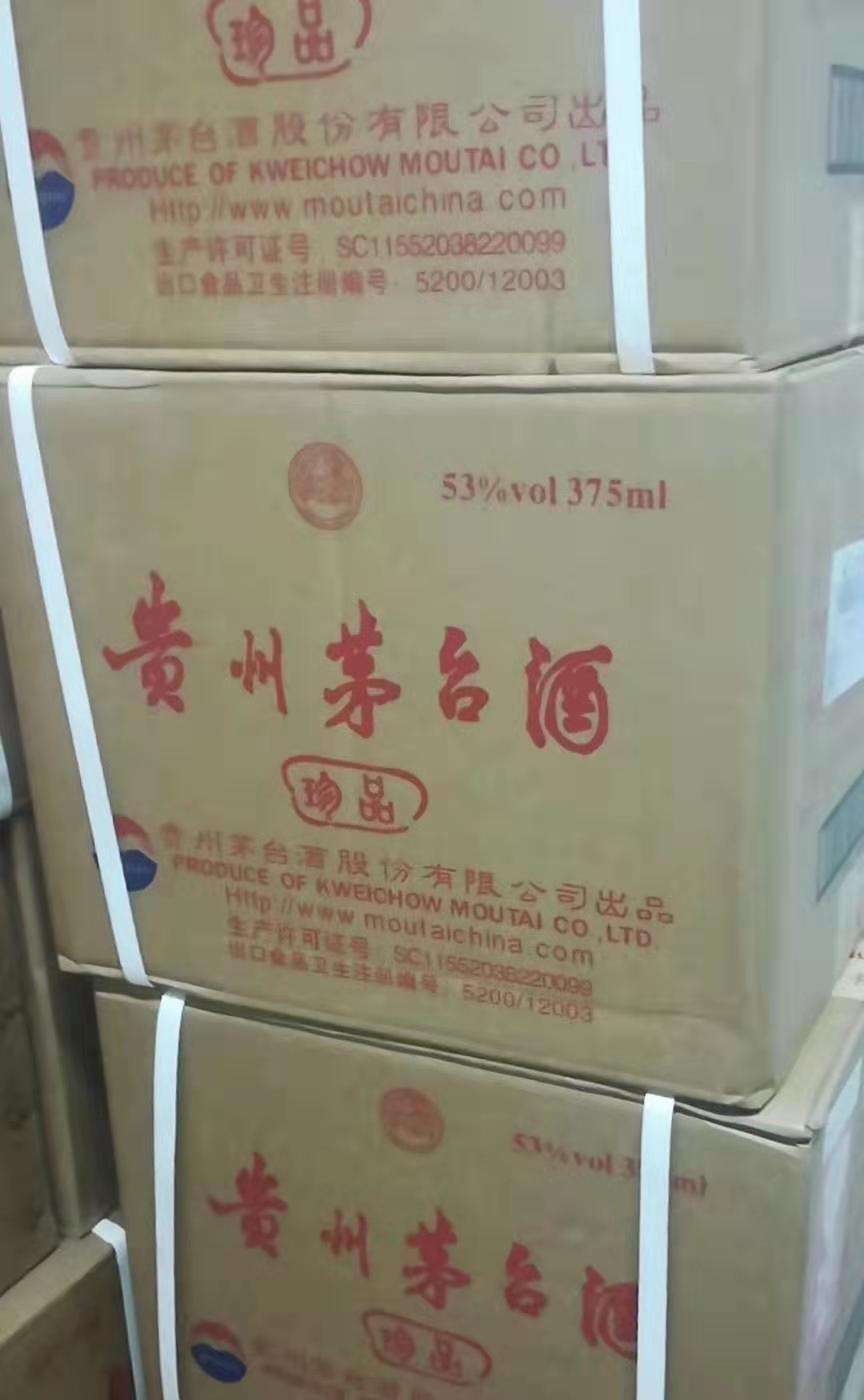 珍品
贵州茅台酒股份有限公司出品
PRODUCE OF KWEICHOW MOUTAI CO .LT
Http://www moutaichina com
生产许可证号 SC11552038220099
出口食品卫生注册编号 5200/12003
53%vol 375ml
贵州茅台酒
珍品
贵州茅台酒股份有限公司出品
PRODUCE OF KWEICHOW MOUTAI CO .,LTD
Http://www moutaichina com
生产许可证号 SC11552038220099
出口食品卫生注册编号 5200/12003
53%vol 3 ml
贵州茅台酒
珍品